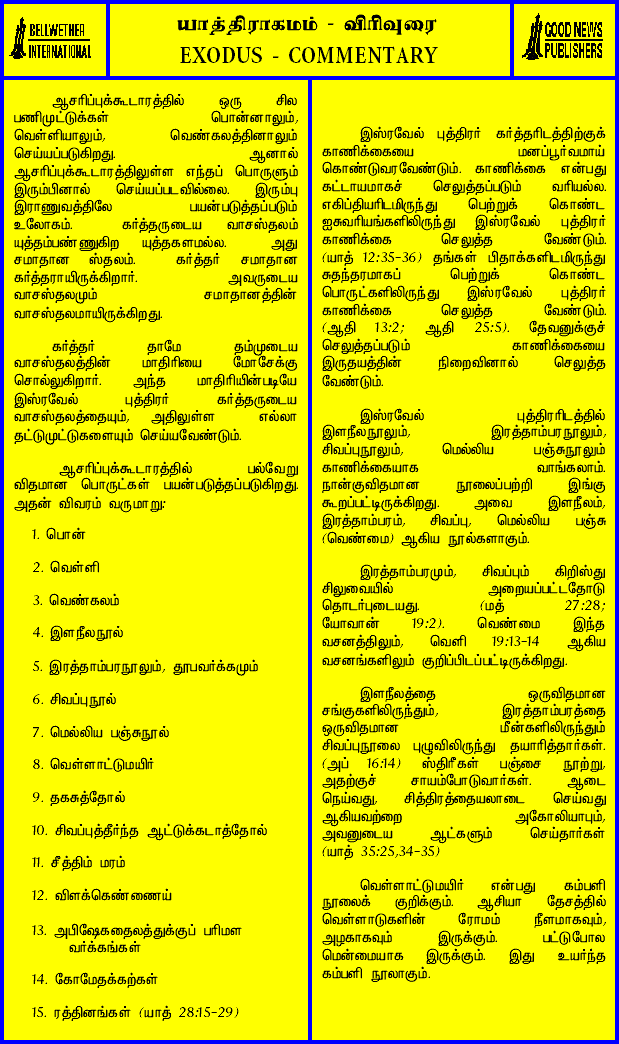 BELLWETHER
INTERNATIONAL
யாத்திராகமம் - விரிவுரை
EXODUS - COMMENTARY
GOOD NEWS
PUBLISHERS
ஆசரிப்புக்கூடாரத்தில் ஒரு சில
பணிமுட்டுக்கள் பொன்னாலும்,
வெள்ளியாலும், வெண்கலத்தினாலும்
செய்யப்படுகிறது. ஆனால்
ஆசரிப்புக்கூடாரத்திலுள்ள எந்தப் பொருளும்
இரும்பினால் செய்யப்படவில்லை. இரும்பு
இராணுவத்திலே பயன்படுத்தப்படும்
உலோகம். கர்த்தருடைய வாசஸ்தலம்
யுத்தம்பண்ணுகிற யுத்தகளமல்ல. அது
சமாதான ஸ்தலம். கர்த்தர் சமாதான
கர்த்தராயிருக்கிறார். அவருடைய
வாசஸ்தலமும் சமாதானத்தின்
வாசஸ்தலமாயிருக்கிறது.
கர்த்தர் தாமே தம்முடைய
வாசஸ்தலத்தின் மாதிரியை மோசேக்கு
சொல்லுகிறார். அந்த மாதிரியின்படியே
இஸ்ரவேல் புத்திரர் கர்த்தருடைய
வாசஸ்தலத்தையும், அதிலுள்ள எல்லா
தட்டுமுட்டுகளையும் செய்யவேண்டும்.
ஆசரிப்புக்கூடாரத்தில் பல்வேறு
விதமான பொருட்கள் பயன்படுத்தப்படுகிறது.
அதன் விவரம் வருமாறு:
1. பொன்
2. வெள்ளி
3. வெண்கலம்
4. இளநீலநூல்
5. இரத்தாம்பரநூலும், தூபவர்க்கமும்
6. சிவப்புநூல்
7. மெல்லிய பஞ்சுநூல்
8. வெள்ளாட்டுமயிர்
9. தகசுத்தோல்
10. சிவப்புத்தீர்ந்த ஆட்டுக்கடாத்தோல்
11. சீத்திம் மரம்
12. விளக்கெண்ணைய்
13. அபிஷேகதைலத்துக்குப் பரிமள
வர்க்கங்கள்
14. கோமேதக்கற்கள்
15. ரத்தினங்கள் (யாத் 28:15-29)
இஸ்ரவேல் புத்திரர் கர்த்தரிடத்திற்குக்
காணிக்கையை மனப்பூர்வமாய்
கொண்டுவரவேண்டும். காணிக்கை என்பது
கட்டாயமாகச் செலுத்தப்படும் வரியல்ல.
எகிப்தியரிடமிருந்து பெற்றுக் கொண்ட
ஐசுவரியங்களிலிருந்து இஸ்ரவேல் புத்திரர்
காணிக்கை செலுத்த வேண்டும்.
(யாத் 12:35-36) தங்கள் பிதாக்களிடமிருந்து
சுதந்தரமாகப் பெற்றுக் கொண்ட
பொருட்களிலிருந்து இஸ்ரவேல் புத்திரர்
காணிக்கை செலுத்த வேண்டும்.
(ஆதி 13:2; ஆதி 25:5). தேவனுக்குச்
செலுத்தப்படும் காணிக்கையை
இருதயத்தின் நிறைவினால் செலுத்த
வேண்டும்.
இஸ்ரவேல் புத்திரரிடத்தில்
இளநீலநூலும், இரத்தாம்பரநூலும்,
சிவப்புநூலும், மெல்லிய பஞ்சுநூலும்
காணிக்கையாக வாங்கலாம்.
நான்குவிதமான நூலைப்பற்றி இங்கு
கூறப்பட்டிருக்கிறது. அவை இளநீலம்,
இரத்தாம்பரம், சிவப்பு, மெல்லிய பஞ்சு
(வெண்மை) ஆகிய நூல்களாகும்.
இரத்தாம்பரமும், சிவப்பும் கிறிஸ்து
சிலுவையில் அறையப்பட்டதோடு
தொடர்புடையது. (மத் 27:28;
யோவான் 19:2). வெண்மை இந்த
வசனத்திலும், வெளி 19:13-14 ஆகிய
வசனங்களிலும் குறிப்பிடப்பட்டிருக்கிறது.
இளநீலத்தை ஒருவிதமான
சங்குகளிலிருந்தும், இரத்தாம்பரத்தை
ஒருவிதமான மீன்களிலிருந்தும்
சிவப்புநூலை புழுவிலிருந்து தயாரித்தார்கள்.
(அப் 16:14) ஸ்திரீகள் பஞ்சை நூற்று,
அதற்குச் சாயம்போடுவார்கள். ஆடை
நெய்வது, சித்திரத்தையலாடை செய்வது
ஆகியவற்றை அகோலியாபும்,
அவனுடைய ஆட்களும் செய்தார்கள்
(யாத் 35:25,34-35)
வெள்ளாட்டுமயிர் என்பது கம்பளி
நூலைக் குறிக்கும். ஆசியா தேசத்தில்
வெள்ளாடுகளின் ரோமம் நீளமாகவும்,
அழகாகவும் இருக்கும். பட்டுபோல
மென்மையாக இருக்கும். இது உயர்ந்த
கம்பளி நூலாகும்.